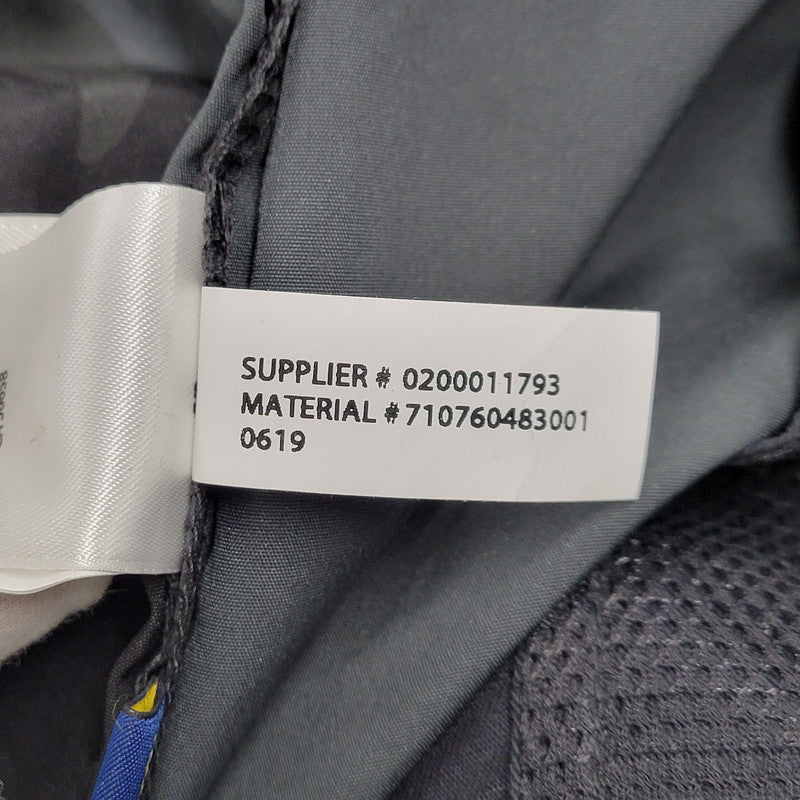 SUPPLIER # 0200011793
MATERIAL #710760483001
0619